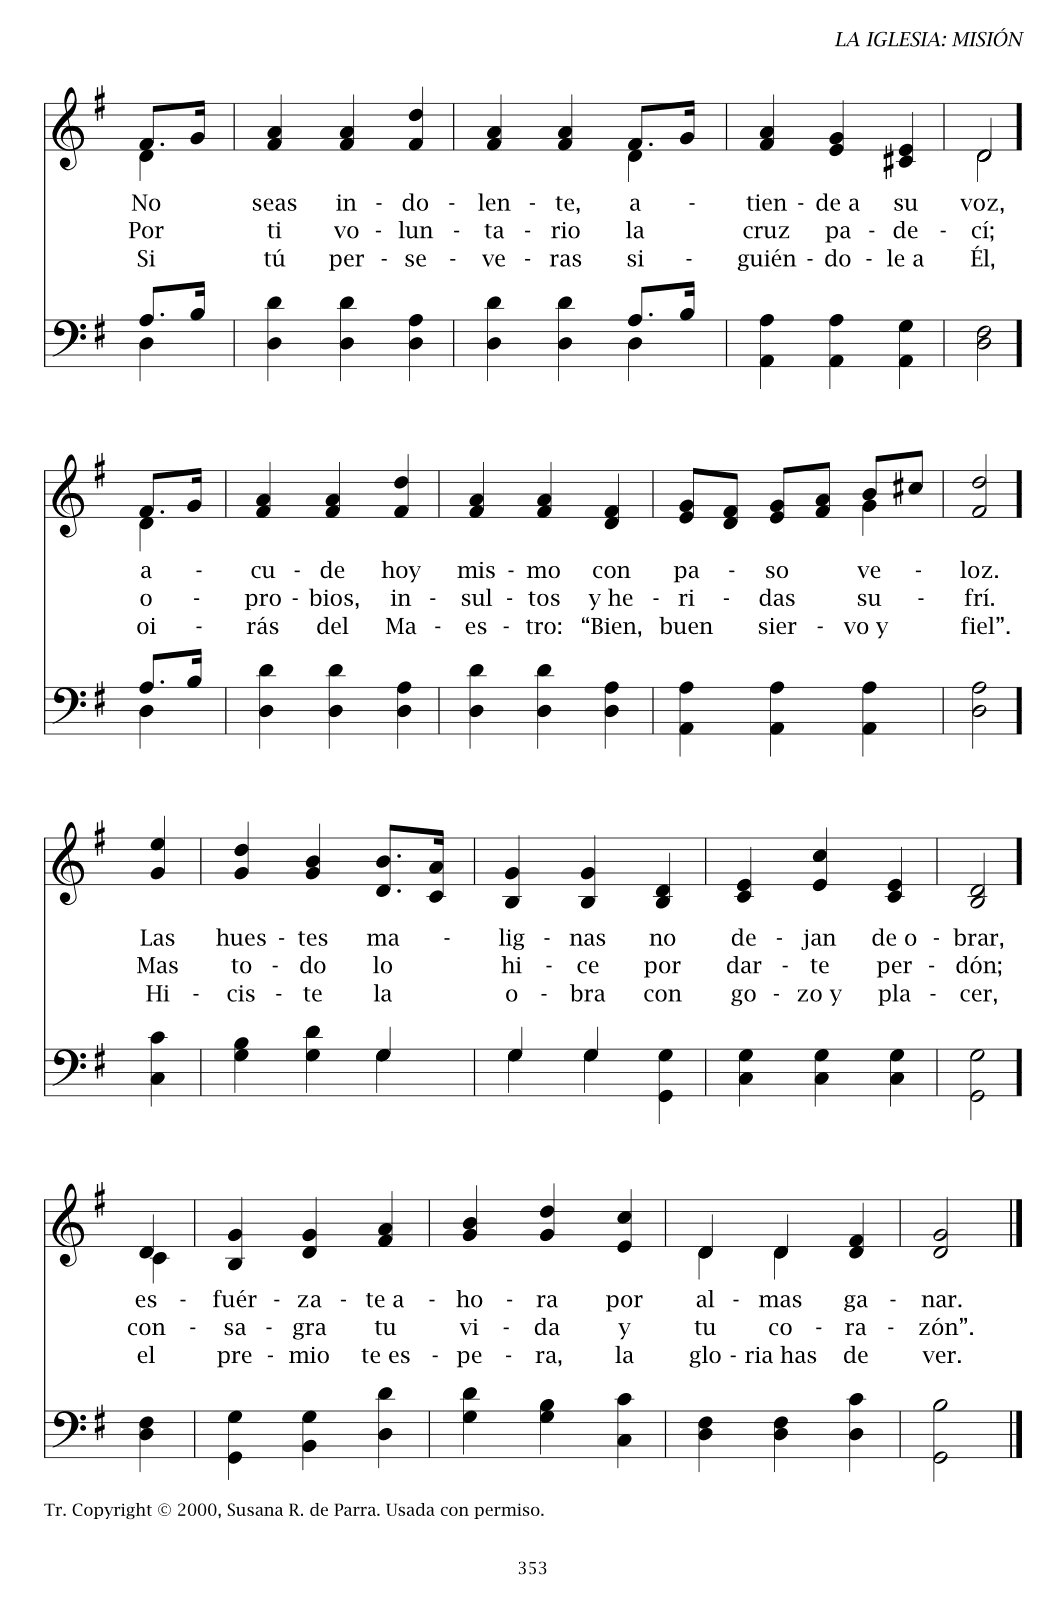 LA IGLESIA: MISIÓN
No seas in - do - len - te, a - tien - de a su voz,
Por ti vo - lun - ta - rio la cruz pa - de - cí;
Si tú per - se - ve - ras si - guién - do - le a Él,
a - cu - de hoy mis - mo con pa - so ve - loz.
o - pro - bios, in - sul - tos y he - ri - das su - frí.
oi - rás del Ma - es - tro: “Bien, buen sier - vo y fiel”.
Las hues - tes ma - lig - nas no de - jan de o - brar,
Mas to - do lo hi - ce por dar - te per - dón;
Hi - cis - te la o - bra con go - zo y pla - cer,
es - fuér - za - te a - ho - ra por al - mas ga - nar.
con - sa - gra tu vi - da y tu co - ra - zón”.
el pre - mio te es - pe - ra, la glo - ria has de ver.
Tr. Copyright © 2000, Susana R. de Parra. Usada con permiso.
353